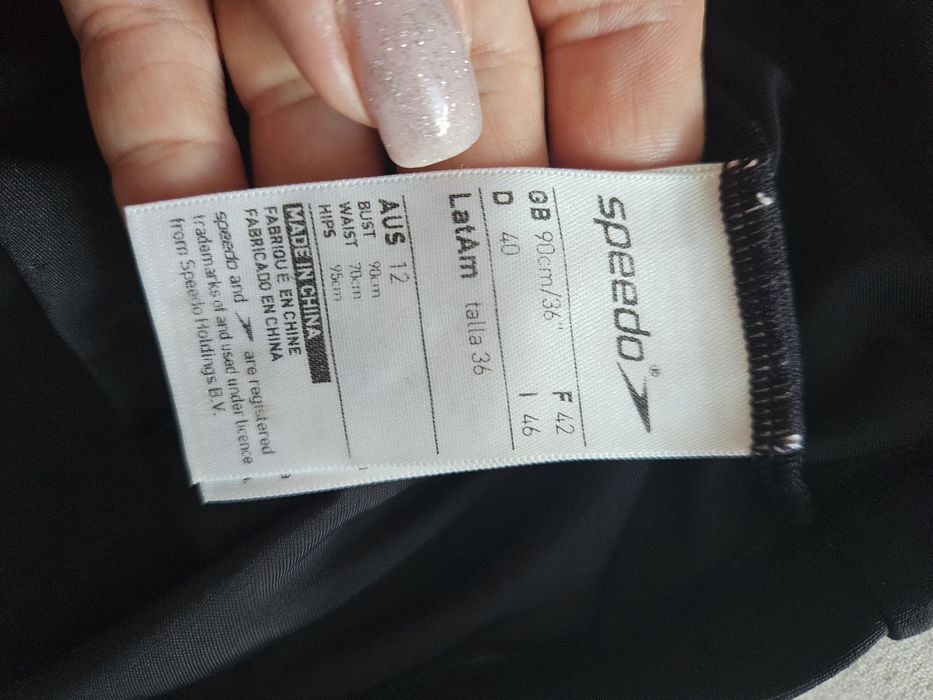 speedo®
GB 90cm/36" F 42
D 40 I 46
LatAm talla 36
AUS 12
BUST 90cm
WAIST 70cm
HIPS 95cm
MADE IN CHINA
FABRIQUÉ EN CHINE
FABRICADO EN CHINA
speedo and are registered
trademarks of and used under licence
from Speedo Holdings B.V.